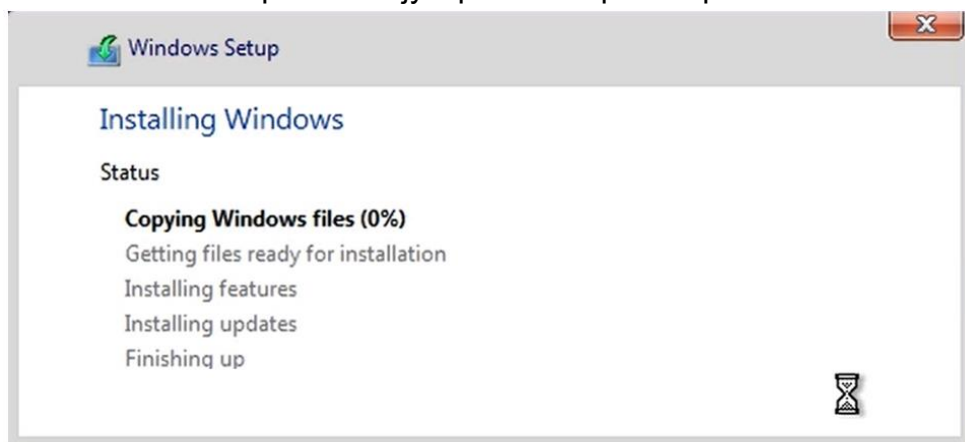 Windows Setup
Installing Windows
Status
Copying Windows files (0%)
Getting files ready for installation
Installing features
Installing updates
Finishing up